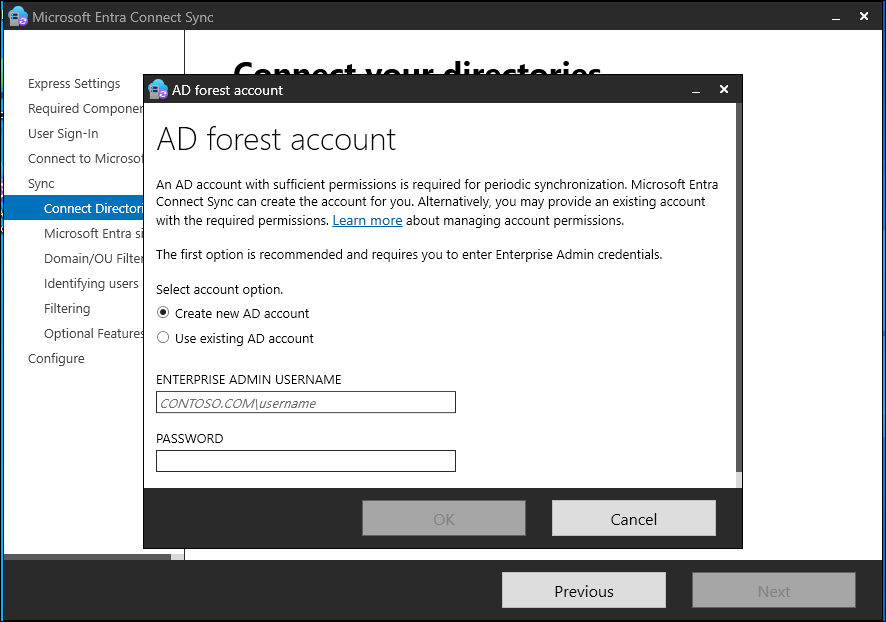 Microsoft Entra Connect Sync
Connect your directories
Express Settings
Required
User Sign-In
Connect to
Sync
Connect
Microsoft Entra
Domain/OU
Identifying users
Filtering
Optional Features
Configure
AD forest account
AD forest account
An AD account with sufficient permissions is required for periodic synchronization. Microsoft Entra
Connect Sync can create the account for you. Alternatively, you may provide an existing account
with the required permissions. Learn more about managing account permissions.
The first option is recommended and requires you to enter Enterprise Admin credentials.
Select account option.
Create new AD account
Use existing AD account
ENTERPRISE ADMIN USERNAME
CONTOSO.COM\username
PASSWORD
OK
Cancel
Previous
Next